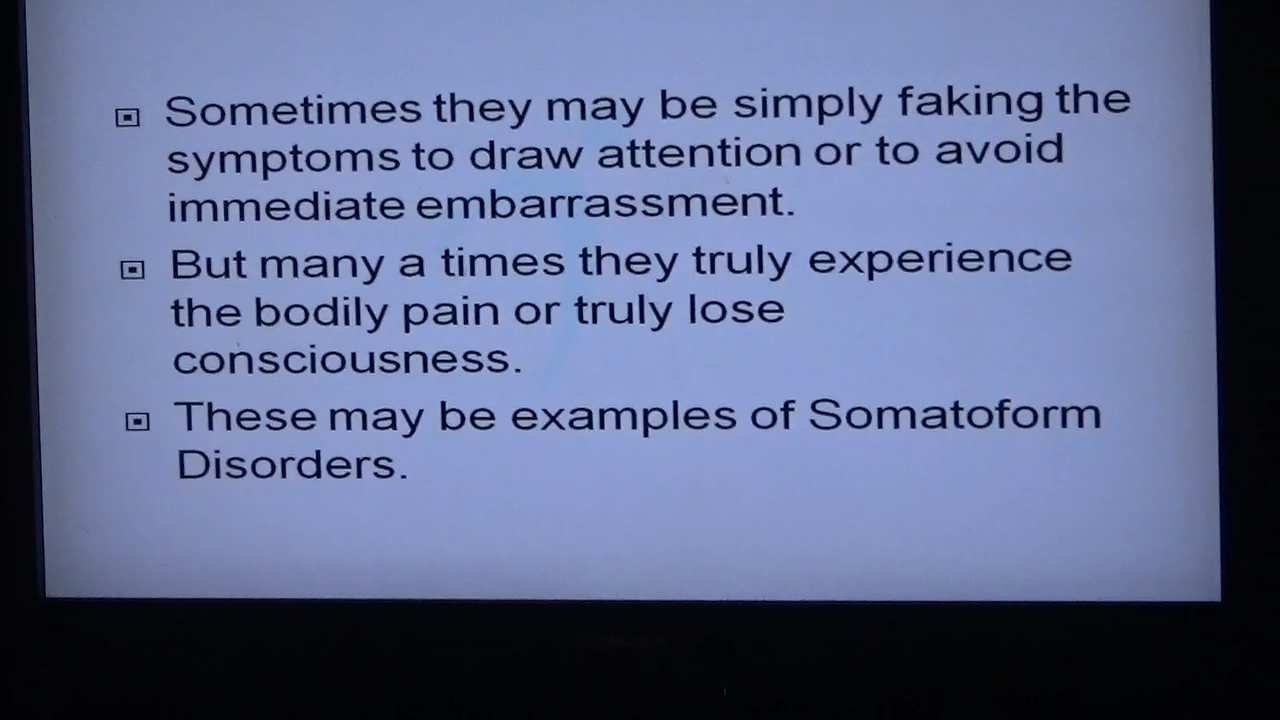 Sometimes they may be simply faking the
symptoms to draw attention or to avoid
immediate embarrassment.
But many a times they truly experience
the bodily pain or truly lose
consciousness.
These may be examples of Somatoform
Disorders.